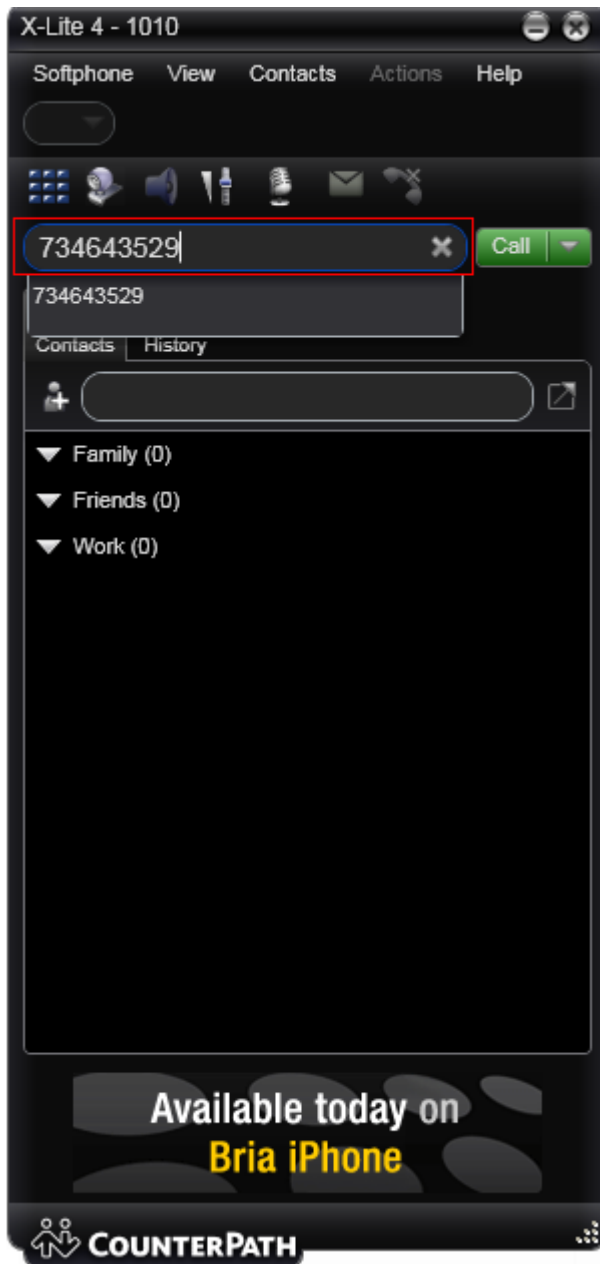 X-Lite 4 - 1010
Softphone View Contacts Actions Help
734643529
Call
734643529
Contacts History
Family (0)
Friends (0)
Work (0)
Available today on
Bria iPhone
COUNTERPATH